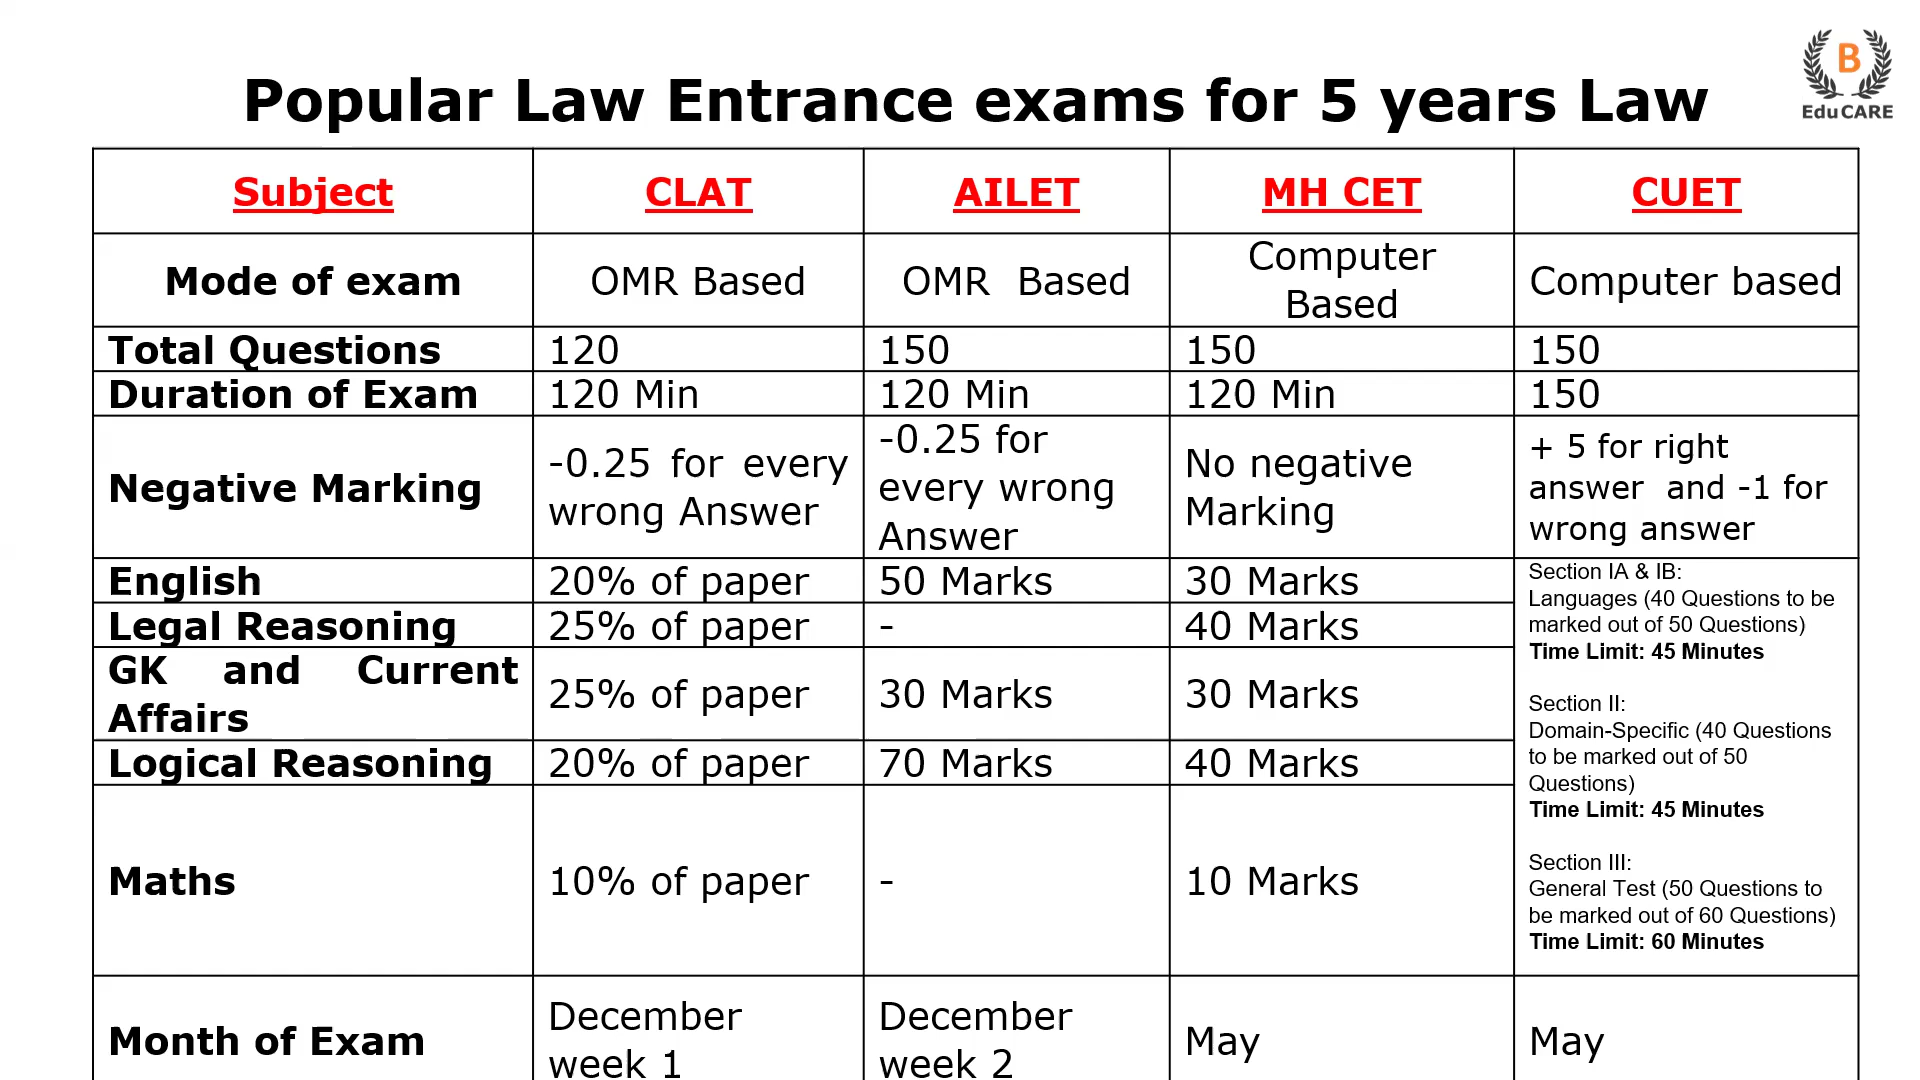 B
EduCARE
Popular Law Entrance exams for 5 years Law
Subject
CLAT
AILET
MH CET
CUET
Mode of exam
OMR Based
OMR Based
Computer
Based
Computer based
Total Questions
120
150
150
150
Duration of Exam
120 Min
120 Min
120 Min
150
Negative Marking
-0.25 for every
wrong Answer
-0.25 for
every wrong
Answer
No negative
Marking
+ 5 for right
answer and -1 for
wrong answer
English
20% of paper
50 Marks
30 Marks
Section IA & IB:
Languages (40 Questions to be
marked out of 50 Questions)
Time Limit: 45 Minutes
Section II:
Domain-Specific (40 Questions
to be marked out of 50
Questions)
Time Limit: 45 Minutes
Section III:
General Test (50 Questions to
be marked out of 60 Questions)
Time Limit: 60 Minutes
Legal Reasoning
25% of paper
-
40 Marks
GK and Current
Affairs
25% of paper
30 Marks
30 Marks
Logical Reasoning
20% of paper
70 Marks
40 Marks
Maths
10% of paper
-
10 Marks
Month of Exam
December
week 1
December
week 2
May
May